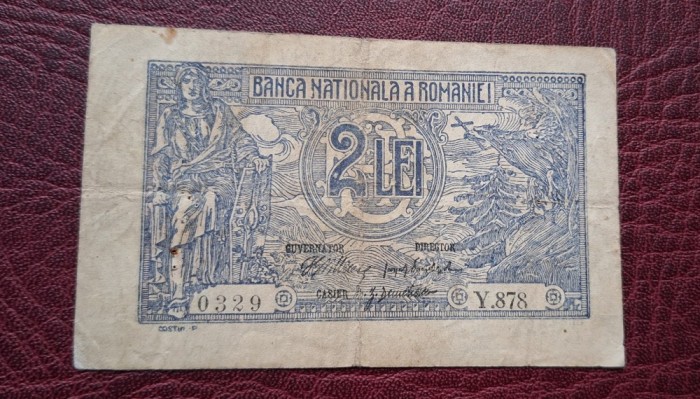 BANCA NATIONALA A ROMANIEI
2 LEI
GUVERNATOR DIRECTOR
CASIER
0329 Y.878
COSTIN P.